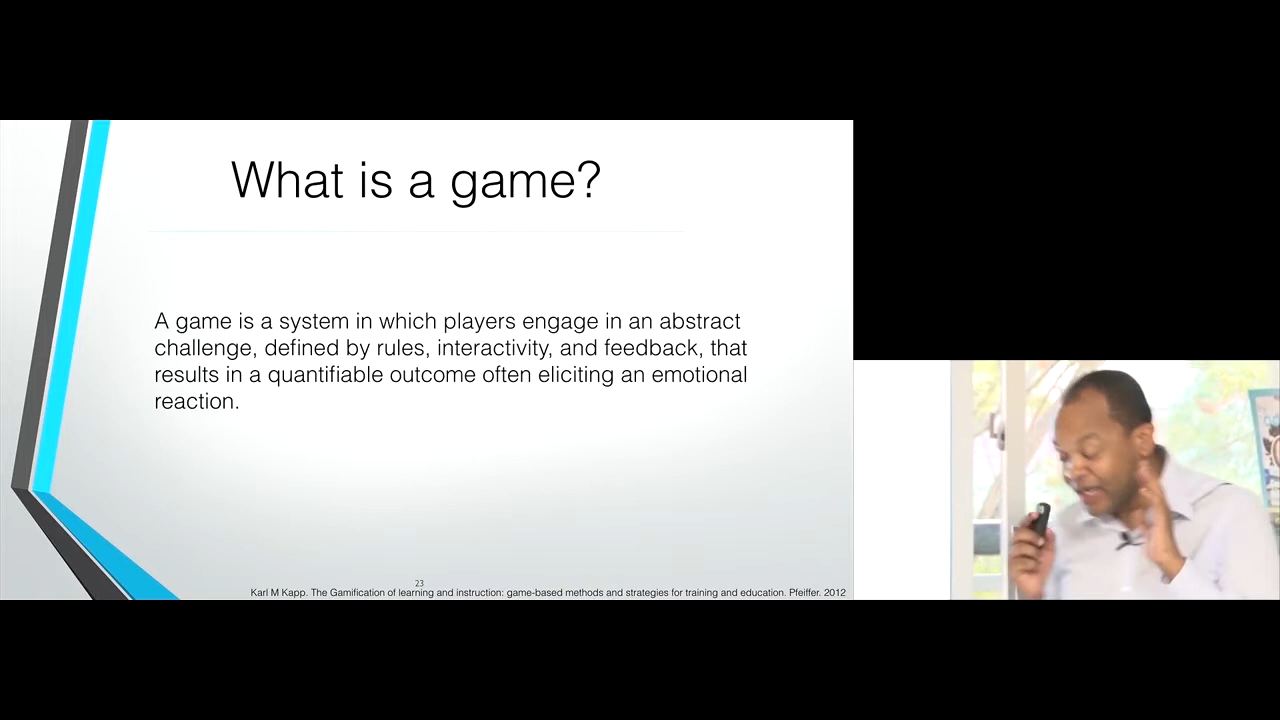 What is a game?
A game is a system in which players engage in an abstract
challenge, defined by rules, interactivity, and feedback, that
results in a quantifiable outcome often eliciting an emotional
reaction.
23
Karl M Kapp. The Gamification of learning and instruction: game-based methods and strategies for training and education. Pfeiffer. 2012